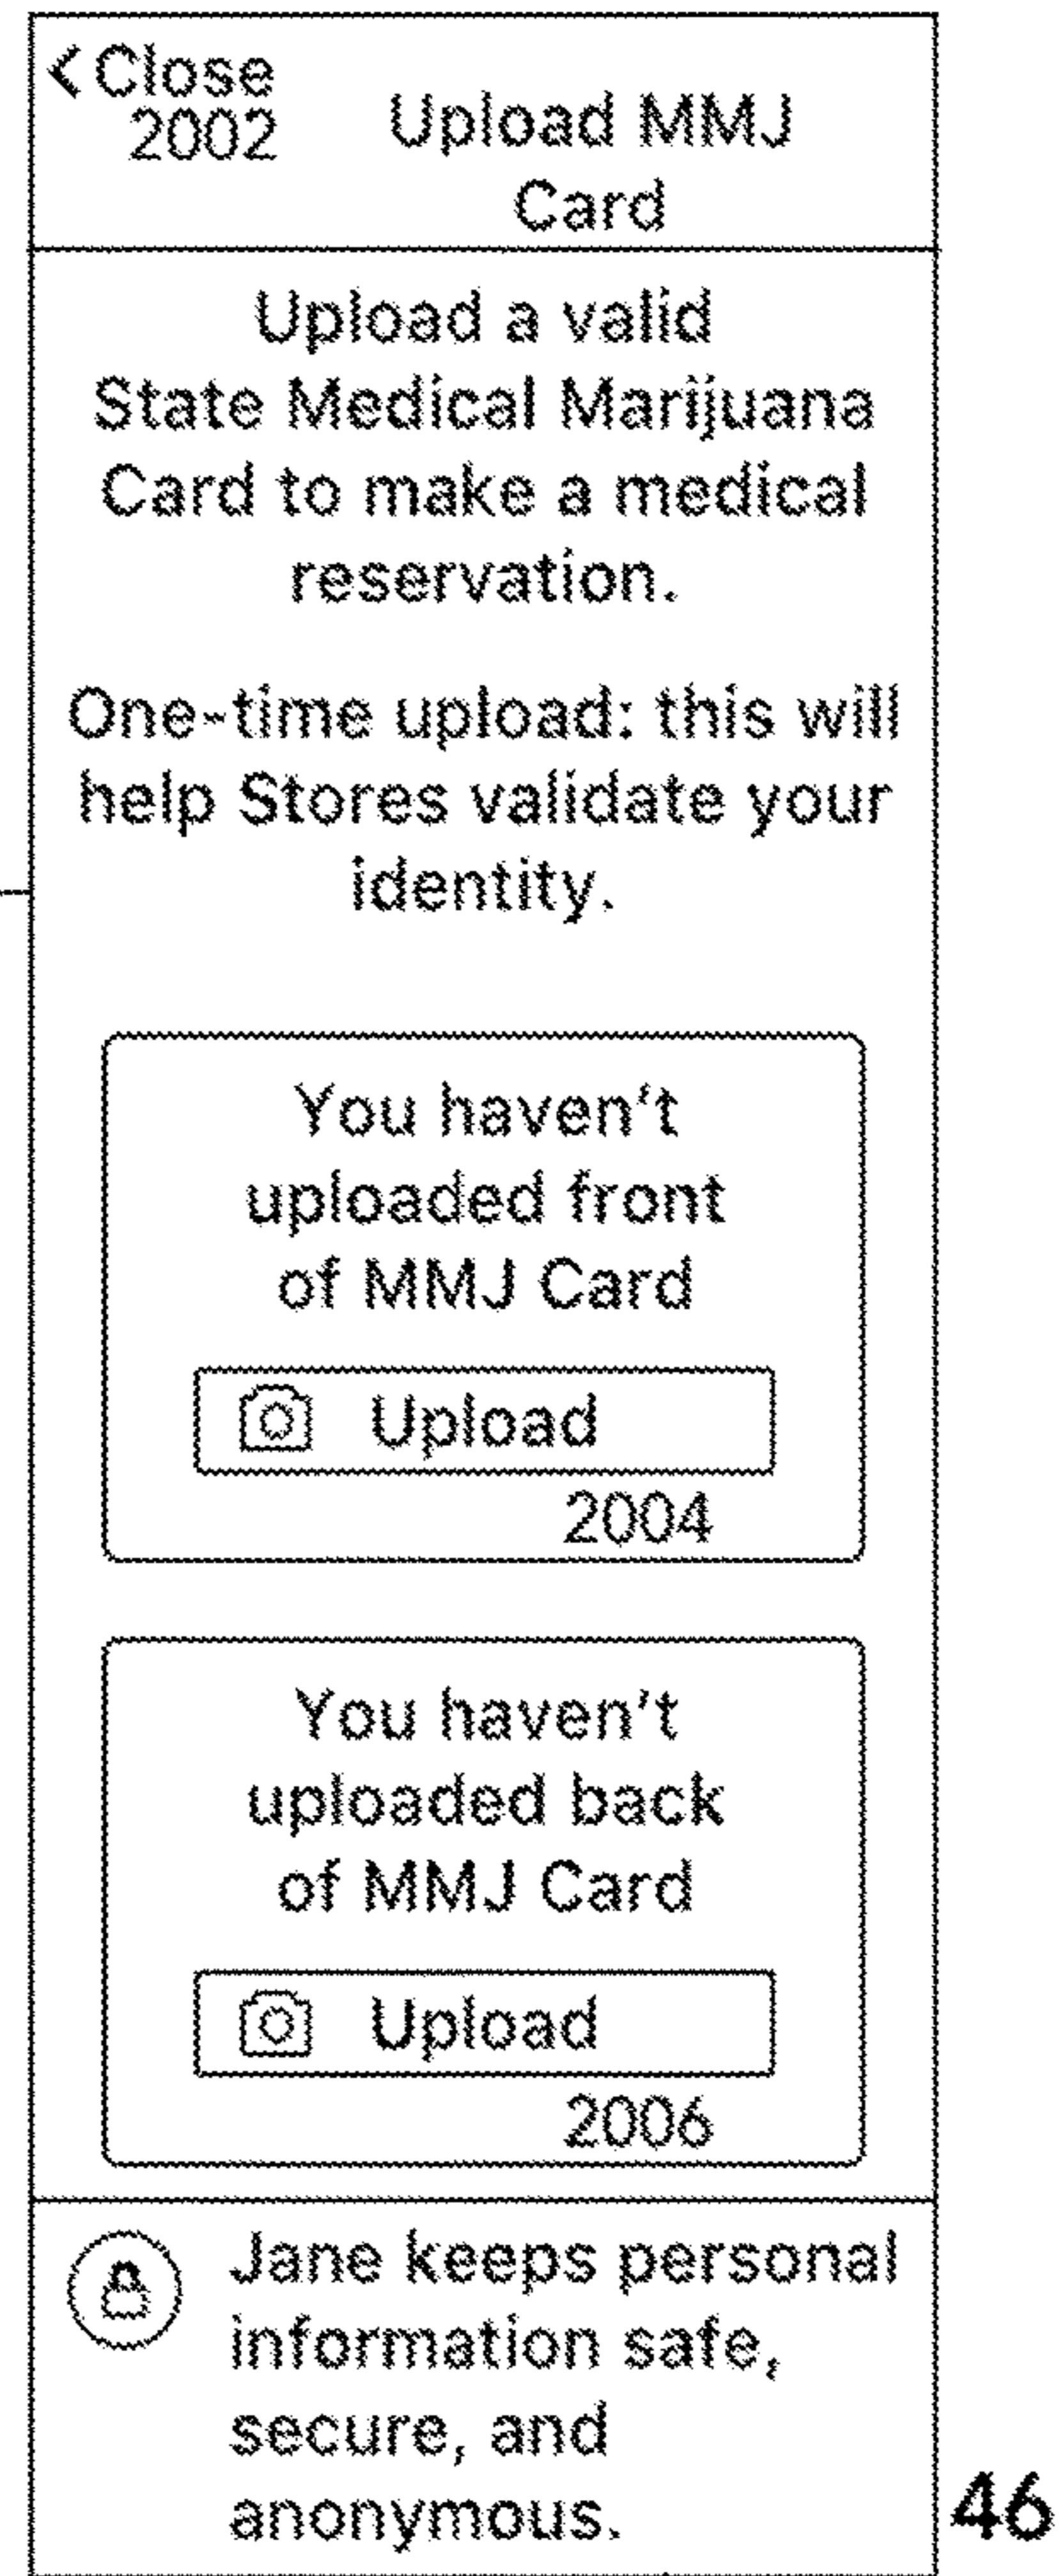 Close
2002
Upload MMJ
Card
Upload a valid
State Medical Marijuana
Card to make a medical
reservation.
One-time upload: this will
help Stores validate your
identity.
You haven't
uploaded front
of MMJ Card
Upload
2004
You haven't
uploaded back
of MMJ Card
Upload
2006
Jane keeps personal
information safe,
secure, and
anonymous.
46